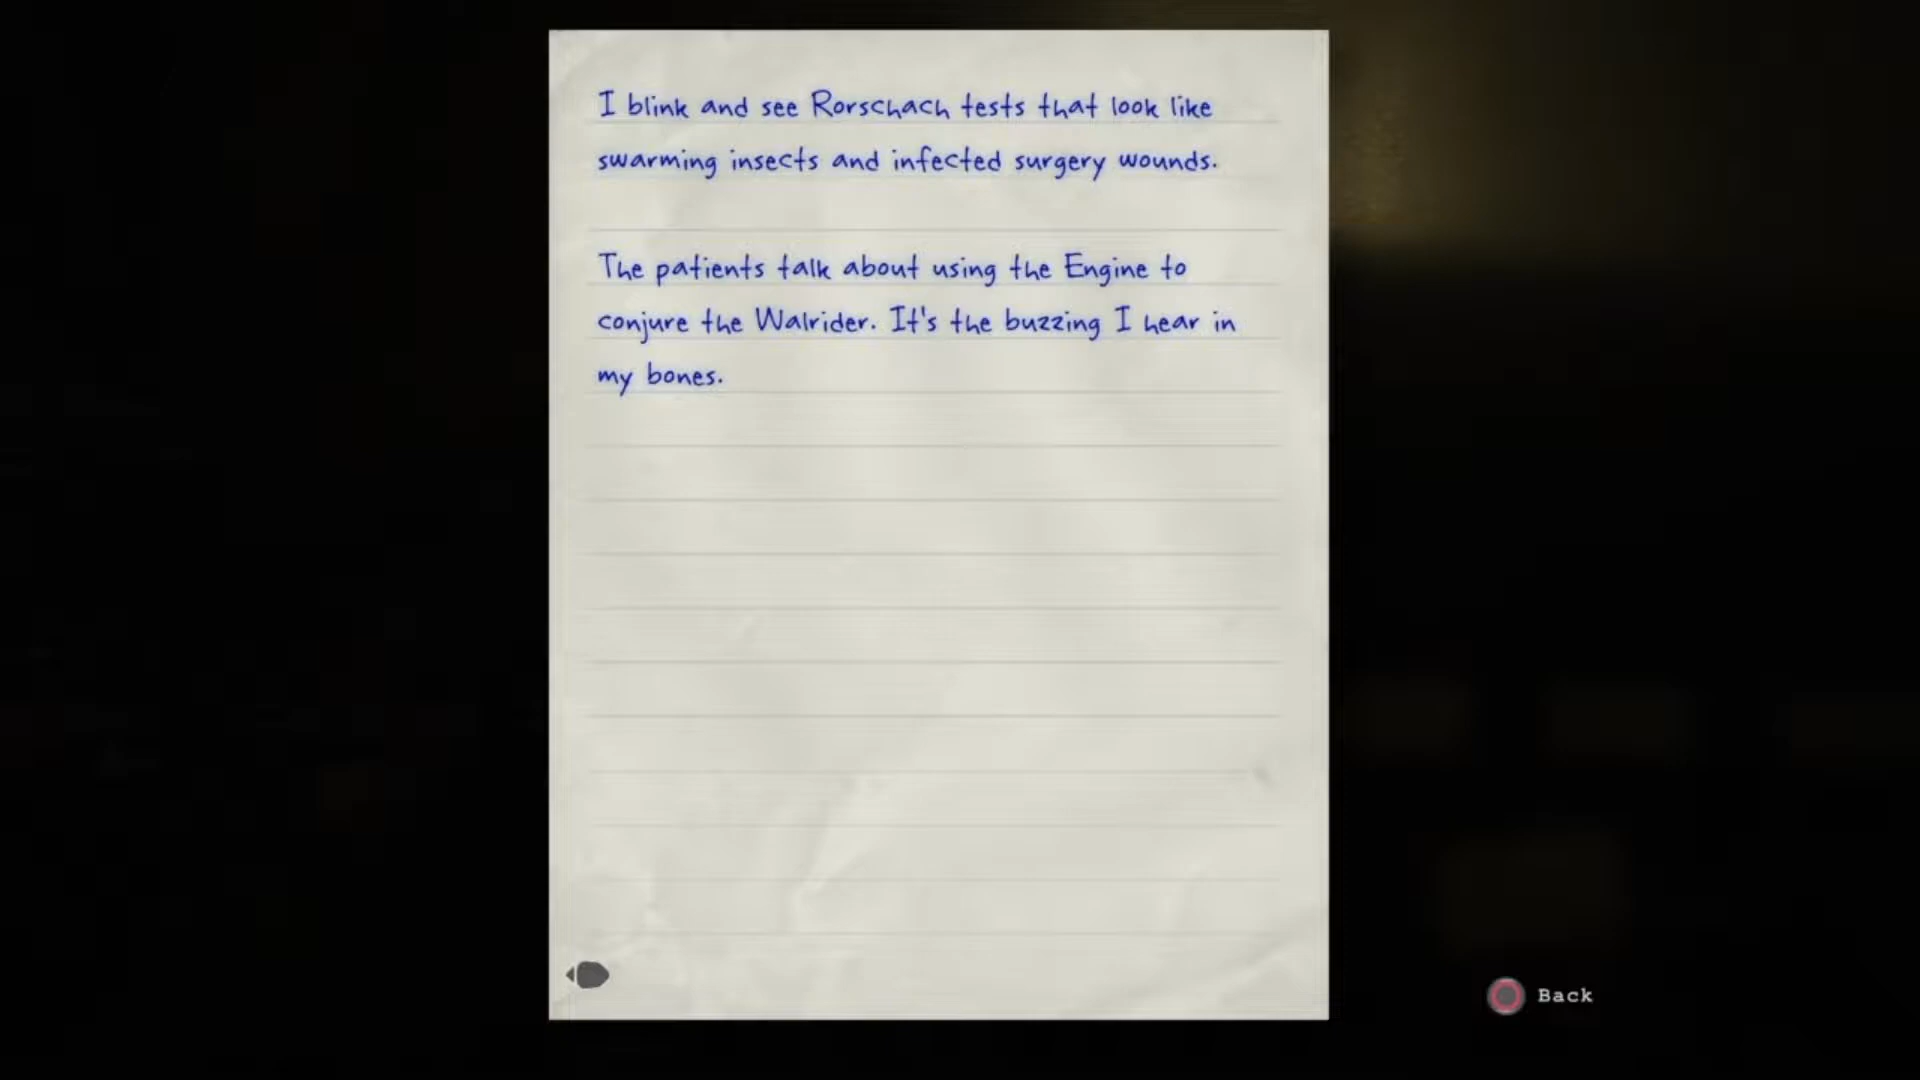 I blink and see Rorschach tests that look like
swarming insects and infected surgery wounds.
The patients talk about using the Engine to
conjure the Walrider. It's the buzzing I hear in
my bones.
Back